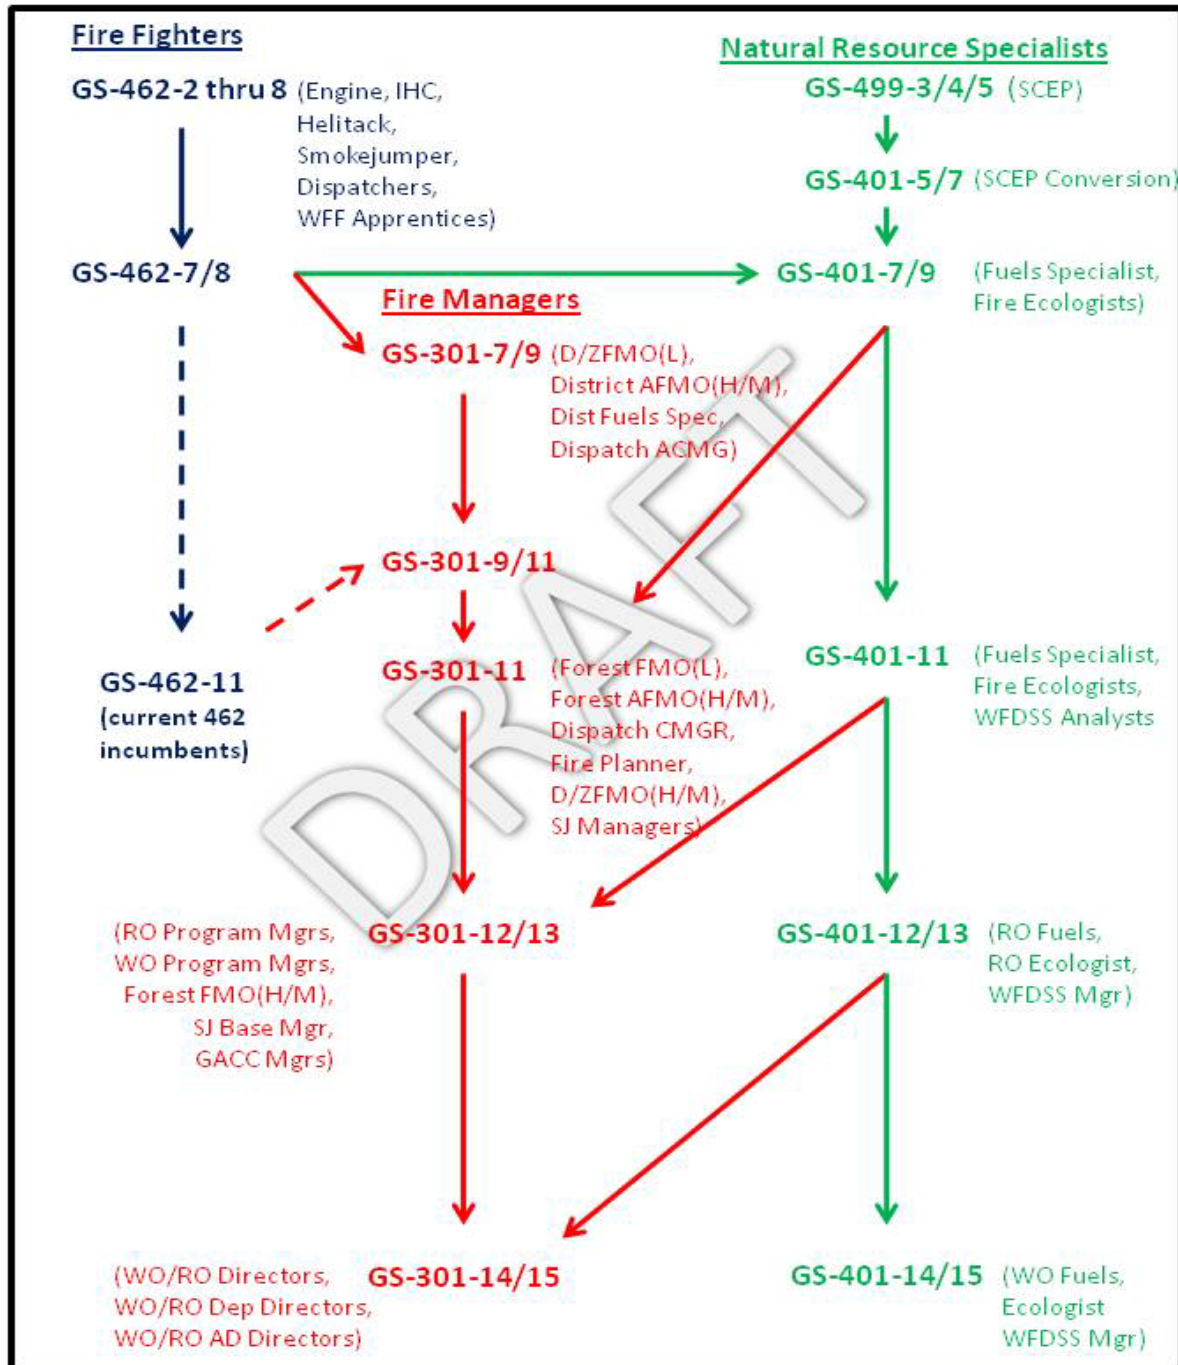 Fire Fighters
GS-462-2 thru 8 (Engine, IHC,
Helitack,
Smokejumper,
Dispatchers,
WFF Apprentices)
GS-462-7/8
GS-462-11
(current 462
incumbents)
Natural Resource Specialists
GS-499-3/4/5 (SCEP)
GS-401-5/7 (SCEP Conversion)
GS-401-7/9 (Fuels Specialist,
Fire Ecologists)
Fire Managers
GS-301-7/9 (D/ZFMO(L),
District AFMO(H/M),
Dist Fuels Spec,
Dispatch ACMG)
GS-301-9/11
GS-301-11 (Forest FMO(L),
Forest AFMO(H/M),
Dispatch CMGR,
Fire Planner,
D/ZFMO(H/M),
SJ Managers)
GS-401-11 (Fuels Specialist,
Fire Ecologists,
WFDSS Analysts
(RO Program Mgrs, GS-301-12/13
WO Program Mgrs,
Forest FMO(H/M),
SJ Base Mgr,
GACC Mgrs)
GS-401-12/13 (RO Fuels,
RO Ecologist,
WFDSS Mgr)
(WO/RO Directors, GS-301-14/15
WO/RO Dep Directors,
WO/RO AD Directors)
GS-401-14/15 (WO Fuels,
Ecologist
WFDSS Mgr)
DRAFT